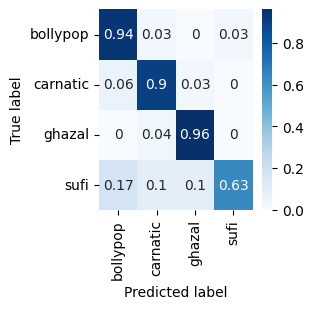 True label
bollypop 0.94 0.03 0 0.03
carnatic 0.06 0.9 0.03 0
ghazal 0 0.04 0.96 0
sufi 0.17 0.1 0.1 0.63
bollypop carnatic ghazal sufi
Predicted label
0.8
0.6
0.4
0.2
0.0